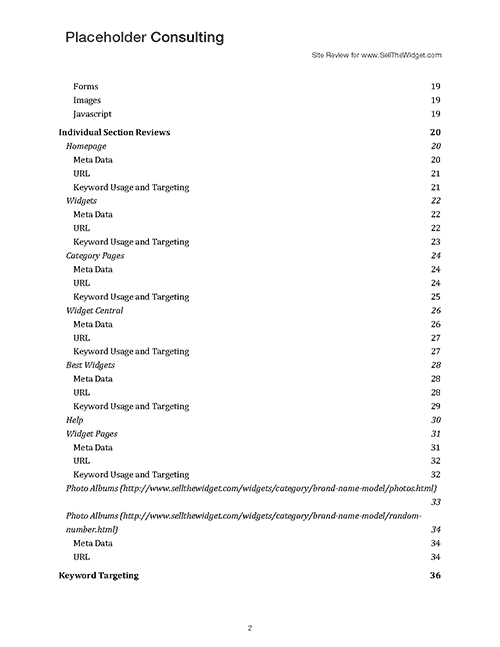 Placeholder Consulting
Site Review for www.SellTheWidget.com
Forms 19
Images 19
Javascript 19
Individual Section Reviews 20
Homepage 20
Meta Data 20
URL 21
Keyword Usage and Targeting 21
Widgets 22
Meta Data 22
URL 22
Keyword Usage and Targeting 23
Category Pages 24
Meta Data 24
URL 24
Keyword Usage and Targeting 25
Widget Central 26
Meta Data 26
URL 27
Keyword Usage and Targeting 27
Best Widgets 28
Meta Data 28
URL 28
Keyword Usage and Targeting 29
Help 30
Widget Pages 31
Meta Data 31
URL 32
Keyword Usage and Targeting 32
Photo Albums (http://www.sellthewidget.com/widgets/category/brand-name-model/photos.html)
33
Photo Albums (http://www.sellthewidget.com/widgets/category/brand-name-model/random-
number.html) 34
Meta Data 34
URL 34
Keyword Targeting 36
2